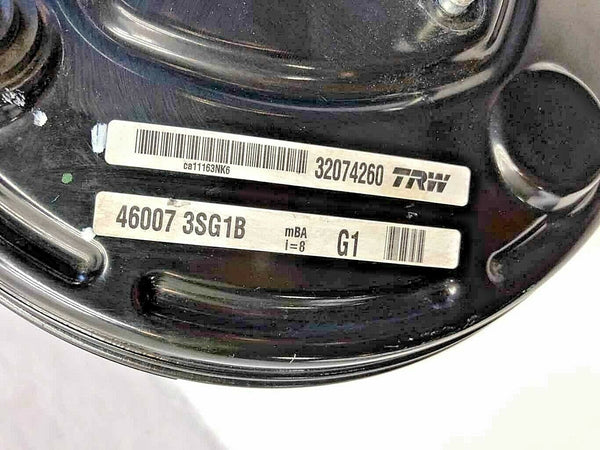 32074260 TRW
ca11163NK6
46007 3SG1B mBA G1
i=8